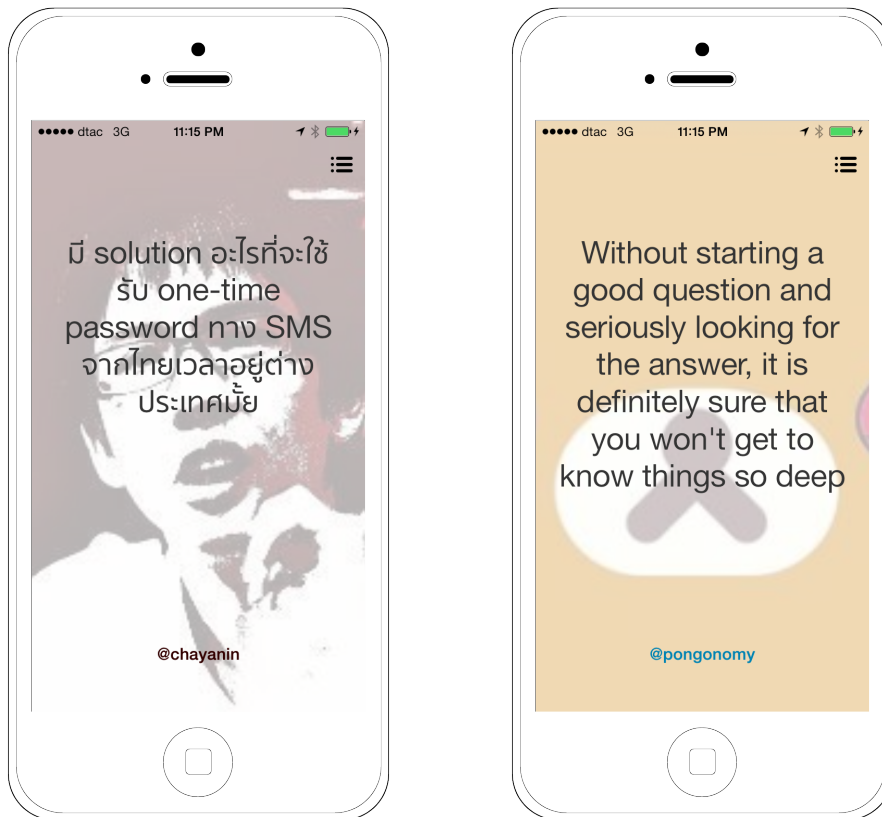 dtac 3G 11:15 PM
มี solution อะไรที่จะใช้
รับ one-time
password ทาง SMS
จากไทยเวลาอยู่ต่าง
ประเทศมั้ย
@chayanin
dtac 3G 11:15 PM
Without starting a
good question and
seriously looking for
the answer, it is
definitely sure that
you won't get to
know things so deep
@pongonomy